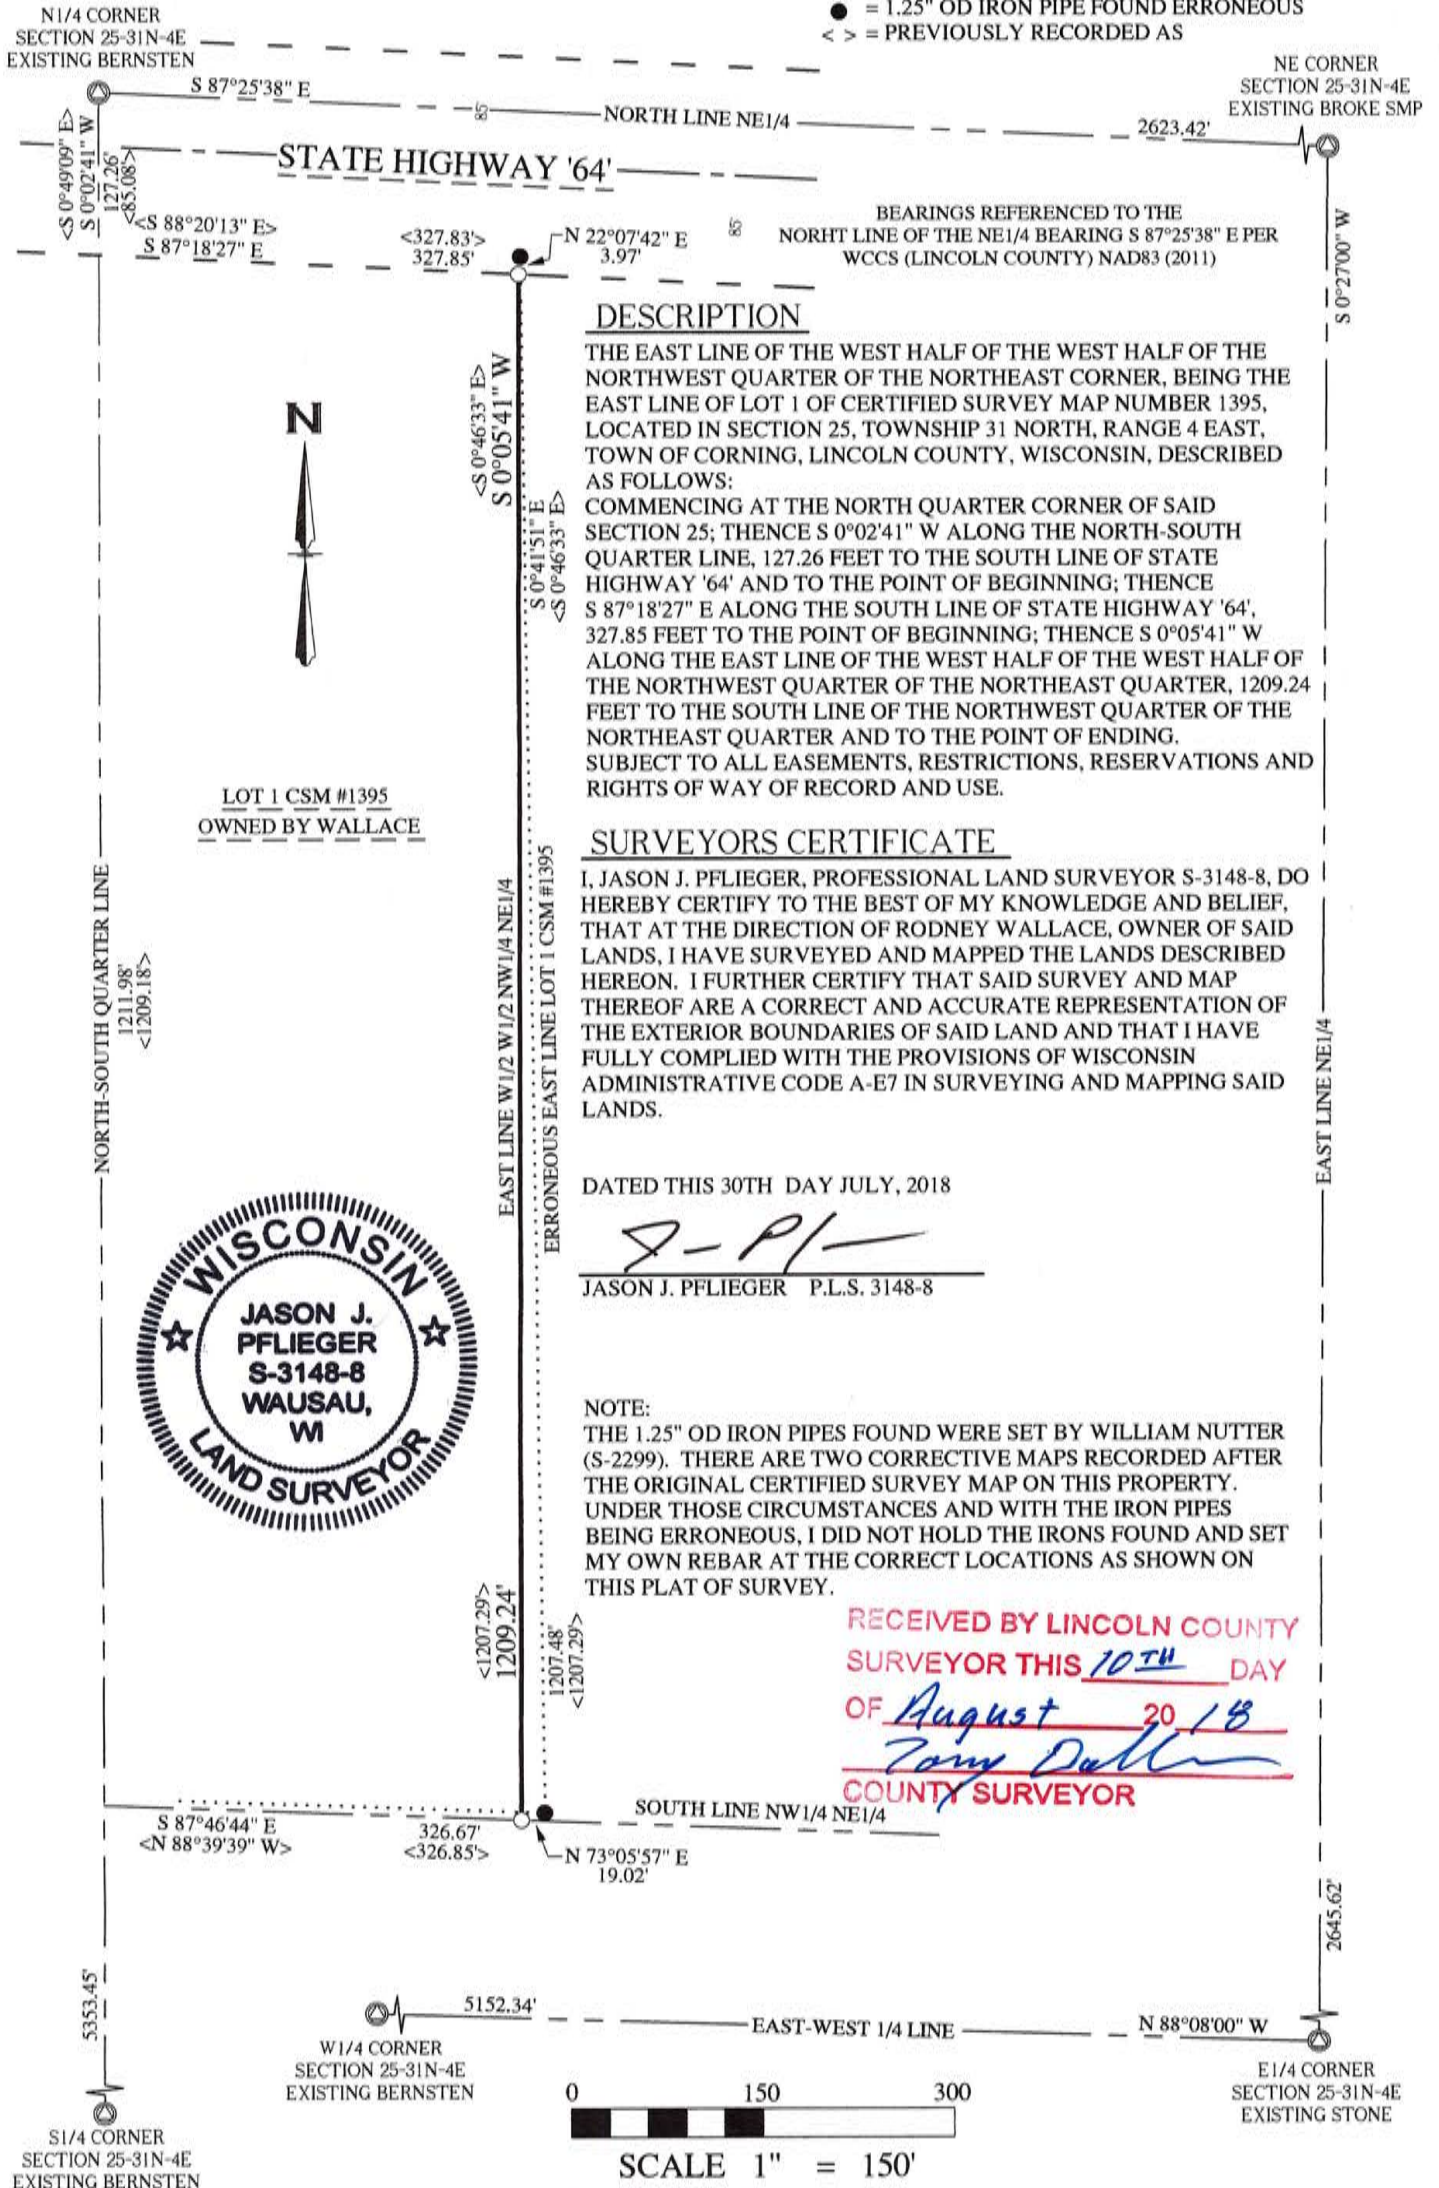 ● = 1.25" OD IRON PIPE FOUND ERRONEOUS
< > = PREVIOUSLY RECORDED AS
N1/4 CORNER
SECTION 25-31N-4E
EXISTING BERNSTEN
NE CORNER
SECTION 25-31N-4E
EXISTING BROKE SMP
S 87°25'38" E
85'
NORTH LINE NE1/4
2623.42'
<S 0°49'09" E>
S 0°02'41" W
127.26'
<85.08'>
STATE HIGHWAY '64'
<S 88°20'13" E>
S 87°18'27" E
<327.83'>
327.85'
N 22°07'42" E
3.97'
85'
BEARINGS REFERENCED TO THE
NORHT LINE OF THE NE1/4 BEARING S 87°25'38" E PER
WCCS (LINCOLN COUNTY) NAD83 (2011)
S 0°27'00" W
DESCRIPTION
THE EAST LINE OF THE WEST HALF OF THE WEST HALF OF THE
NORTHWEST QUARTER OF THE NORTHEAST CORNER, BEING THE
EAST LINE OF LOT 1 OF CERTIFIED SURVEY MAP NUMBER 1395,
LOCATED IN SECTION 25, TOWNSHIP 31 NORTH, RANGE 4 EAST,
TOWN OF CORNING, LINCOLN COUNTY, WISCONSIN, DESCRIBED
AS FOLLOWS:
COMMENCING AT THE NORTH QUARTER CORNER OF SAID
SECTION 25; THENCE S 0°02'41" W ALONG THE NORTH-SOUTH
QUARTER LINE, 127.26 FEET TO THE SOUTH LINE OF STATE
HIGHWAY '64' AND TO THE POINT OF BEGINNING; THENCE
S 87°18'27" E ALONG THE SOUTH LINE OF STATE HIGHWAY '64',
327.85 FEET TO THE POINT OF BEGINNING; THENCE S 0°05'41" W
ALONG THE EAST LINE OF THE WEST HALF OF THE WEST HALF OF
THE NORTHWEST QUARTER OF THE NORTHEAST QUARTER, 1209.24
FEET TO THE SOUTH LINE OF THE NORTHWEST QUARTER OF THE
NORTHEAST QUARTER AND TO THE POINT OF ENDING.
SUBJECT TO ALL EASEMENTS, RESTRICTIONS, RESERVATIONS AND
RIGHTS OF WAY OF RECORD AND USE.
N
<S 0°46'33" E>
S 0°05'41" W
S 0°41'51" E
<S 0°46'33" E>
LOT 1 CSM #1395
OWNED BY WALLACE
NORTH-SOUTH QUARTER LINE
1211.98'
<1209.18'>
EAST LINE W1/2 W1/2 NW1/4 NE1/4
ERRONEOUS EAST LINE LOT 1 CSM #1395
EAST LINE NE1/4
SURVEYORS CERTIFICATE
I, JASON J. PFLIEGER, PROFESSIONAL LAND SURVEYOR S-3148-8, DO
HEREBY CERTIFY TO THE BEST OF MY KNOWLEDGE AND BELIEF,
THAT AT THE DIRECTION OF RODNEY WALLACE, OWNER OF SAID
LANDS, I HAVE SURVEYED AND MAPPED THE LANDS DESCRIBED
HEREON. I FURTHER CERTIFY THAT SAID SURVEY AND MAP
THEREOF ARE A CORRECT AND ACCURATE REPRESENTATION OF
THE EXTERIOR BOUNDARIES OF SAID LAND AND THAT I HAVE
FULLY COMPLIED WITH THE PROVISIONS OF WISCONSIN
ADMINISTRATIVE CODE A-E7 IN SURVEYING AND MAPPING SAID
LANDS.
DATED THIS 30TH DAY JULY, 2018
JASON J. PFLIEGER P.L.S. 3148-8
WISCONSIN
JASON J.
PFLIEGER
S-3148-8
WAUSAU,
WI
LAND SURVEYOR
NOTE:
THE 1.25" OD IRON PIPES FOUND WERE SET BY WILLIAM NUTTER
(S-2299). THERE ARE TWO CORRECTIVE MAPS RECORDED AFTER
THE ORIGINAL CERTIFIED SURVEY MAP ON THIS PROPERTY.
UNDER THOSE CIRCUMSTANCES AND WITH THE IRON PIPES
BEING ERRONEOUS, I DID NOT HOLD THE IRONS FOUND AND SET
MY OWN REBAR AT THE CORRECT LOCATIONS AS SHOWN ON
THIS PLAT OF SURVEY.
<1207.29'>
1209.24'
1207.48'
<1207.29'>
RECEIVED BY LINCOLN COUNTY
SURVEYOR THIS 10TH DAY
OF August 20 18
Tony
COUNTY SURVEYOR
S 87°46'44" E
<N 88°39'39" W>
326.67'
<326.85'>
SOUTH LINE NW1/4 NE1/4
N 73°05'57" E
19.02'
2645.62'
5353.45'
5152.34'
EAST-WEST 1/4 LINE
N 88°08'00" W
W1/4 CORNER
SECTION 25-31N-4E
EXISTING BERNSTEN
E1/4 CORNER
SECTION 25-31N-4E
EXISTING STONE
S1/4 CORNER
SECTION 25-31N-4E
EXISTING BERNSTEN
0 150 300
SCALE 1" = 150'